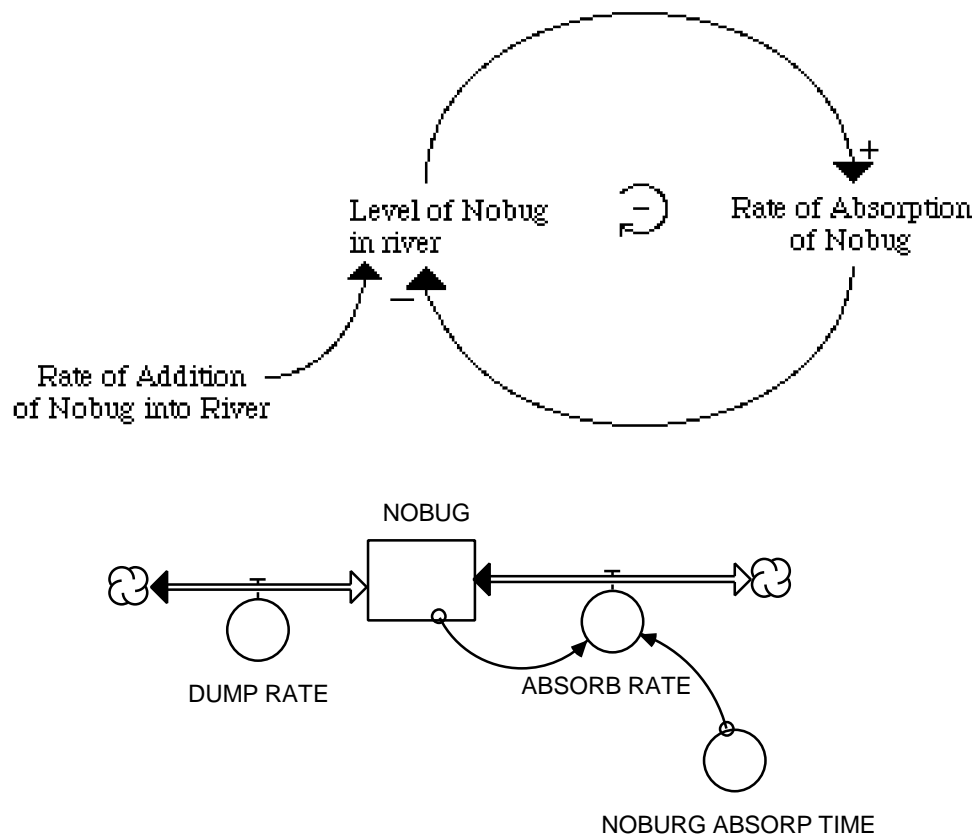 +
Level of Nobug
in river
−
Rate of Absorption
of Nobug
−
Rate of Addition
of Nobug into River
NOBUG
DUMP RATE
ABSORB RATE
NOBURG ABSORP TIME